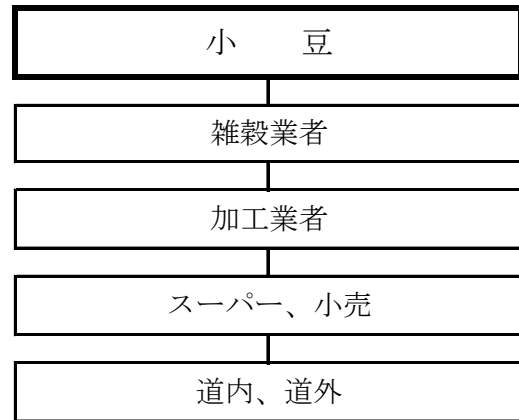 小　豆
雑穀業者
加工業者
スーパー、小売
道内、道外